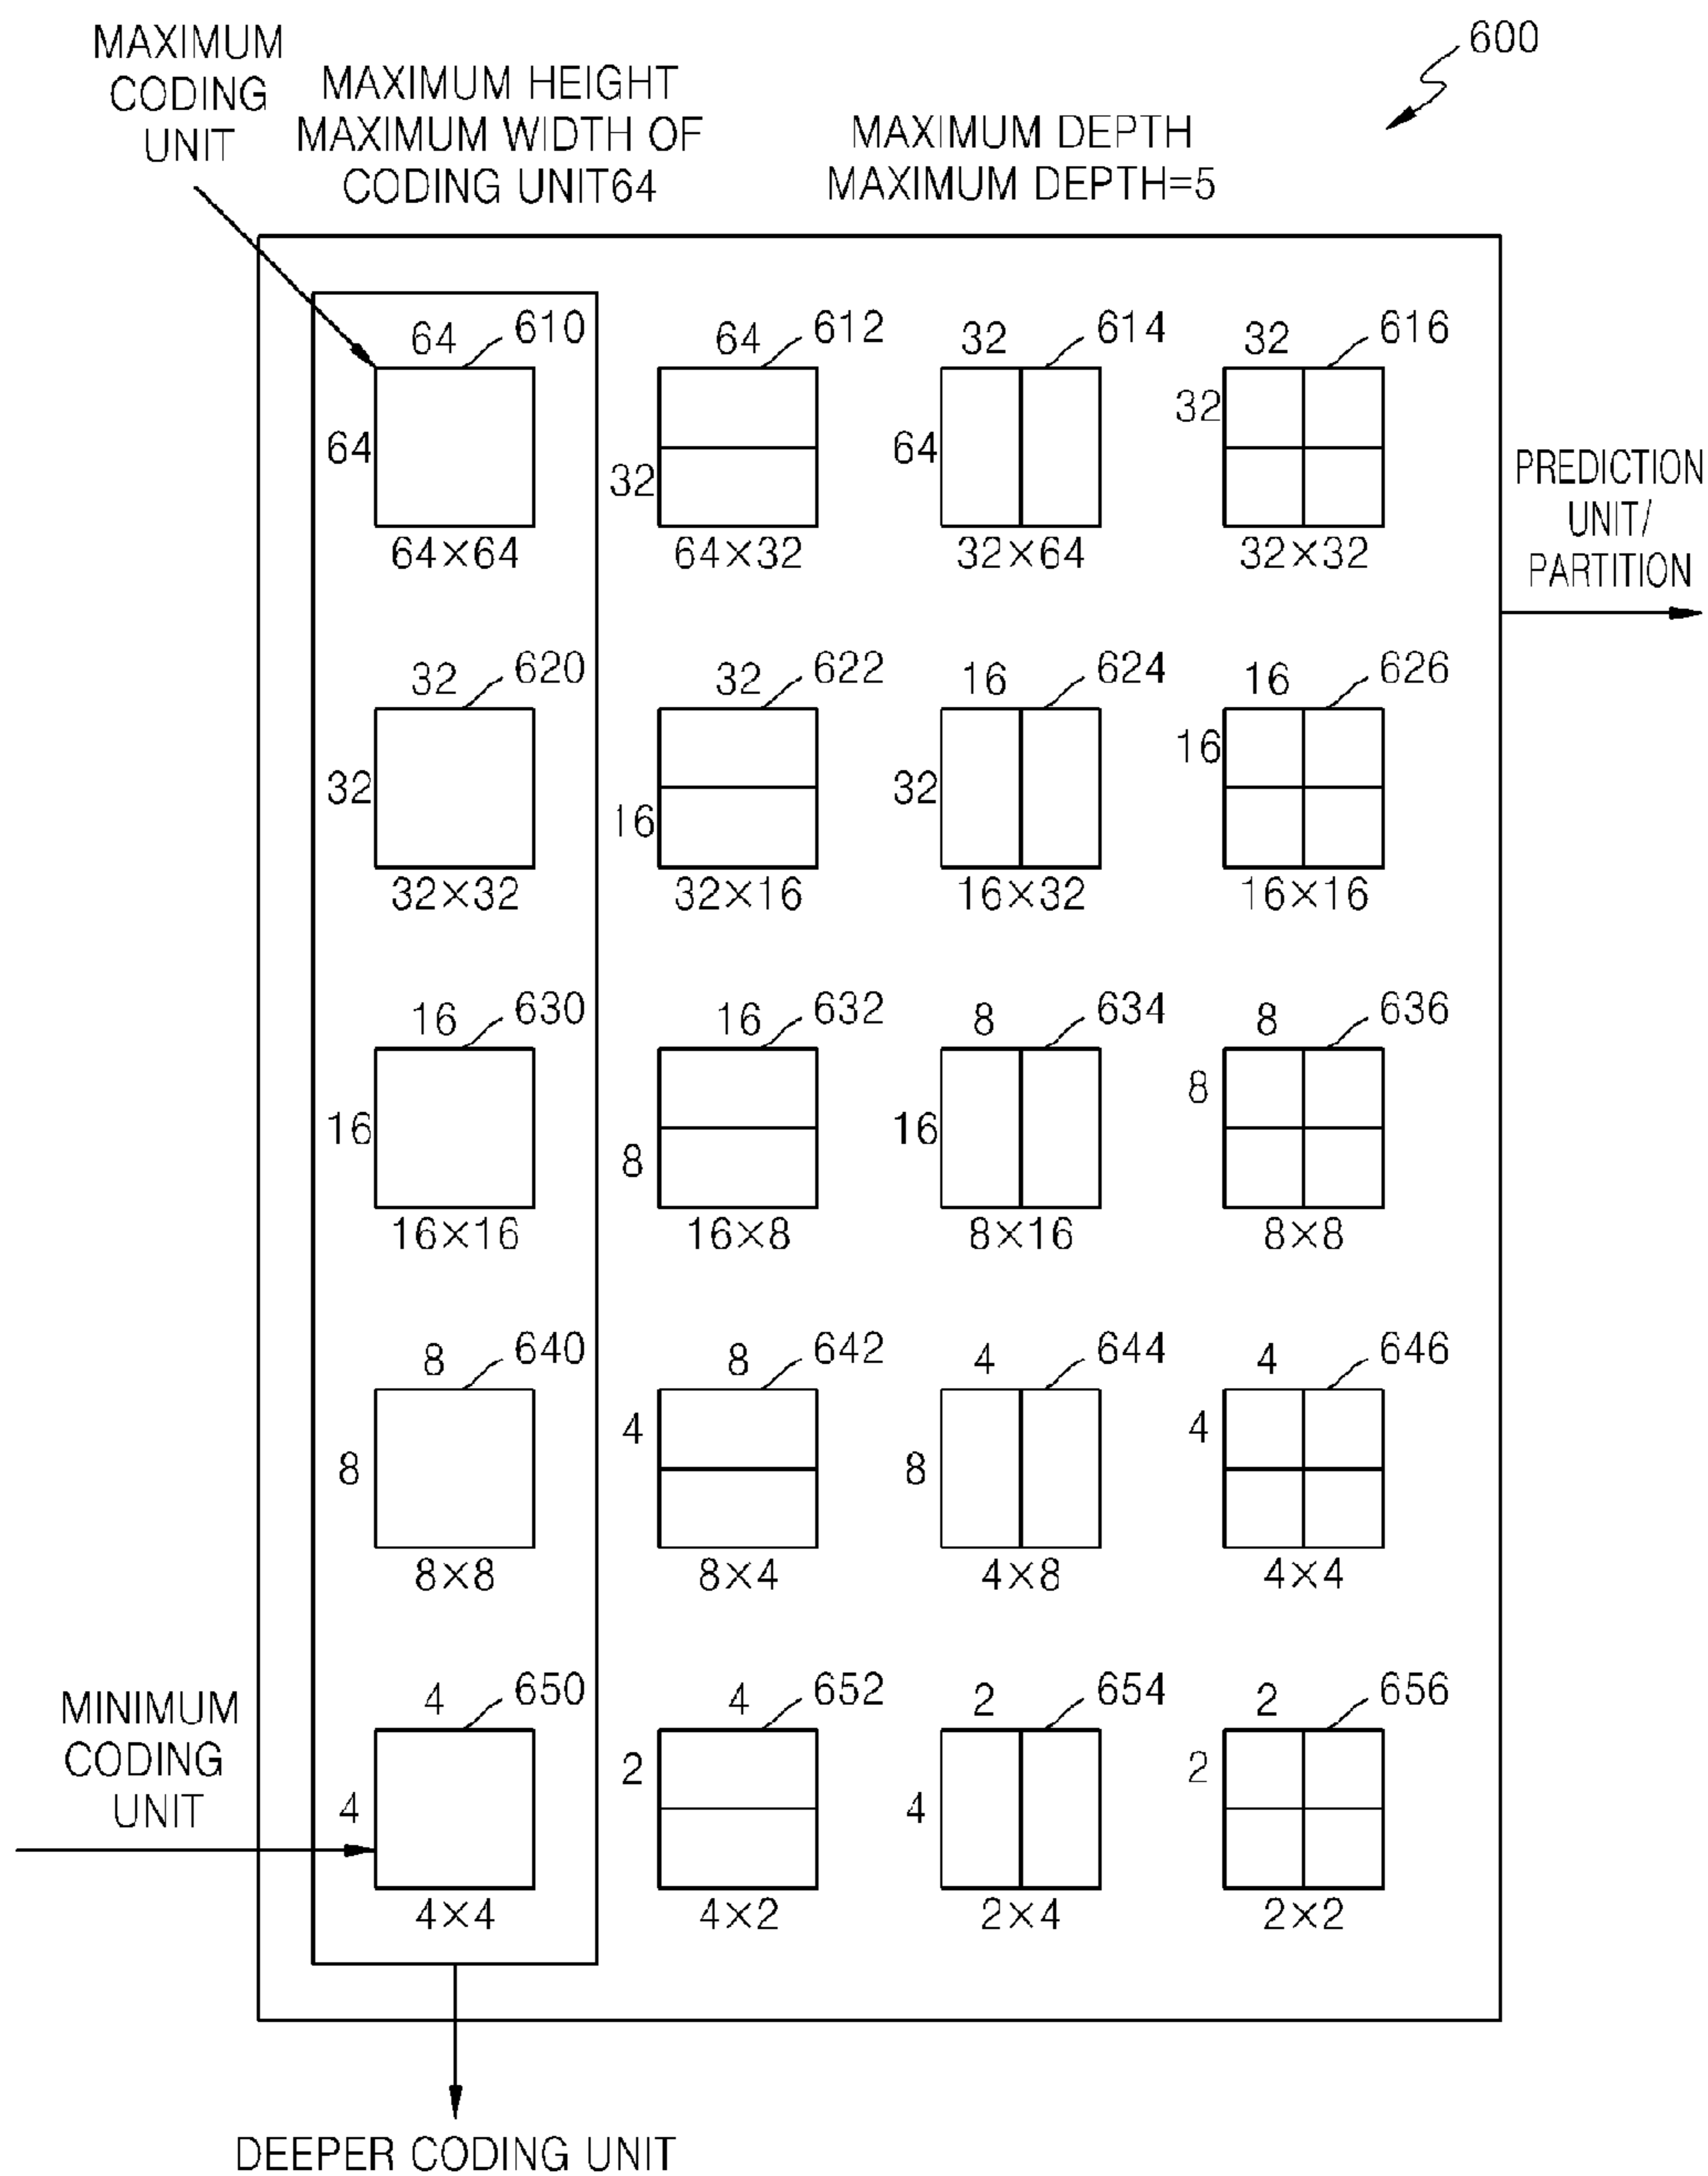 600
MAXIMUM
CODING
UNIT
MAXIMUM HEIGHT
MAXIMUM WIDTH OF
CODING UNIT64
MAXIMUM DEPTH
MAXIMUM DEPTH=5
64 610 64 612 32 614 32 616
64 32 64 32
64×64 64×32 32×64 32×32
PREDICTION
UNIT/
PARTITION
32 620 32 622 16 624 16 626
32 16 32 16
32×32 32×16 16×32 16×16
16 630 16 632 8 634 8 636
16 8 16 8
16×16 16×8 8×16 8×8
8 640 8 642 4 644 4 646
8 4 8 4
8×8 8×4 4×8 4×4
MINIMUM
CODING
UNIT
4 650 4 652 2 654 2 656
4 2 4 2
4×4 4×2 2×4 2×2
DEEPER CODING UNIT